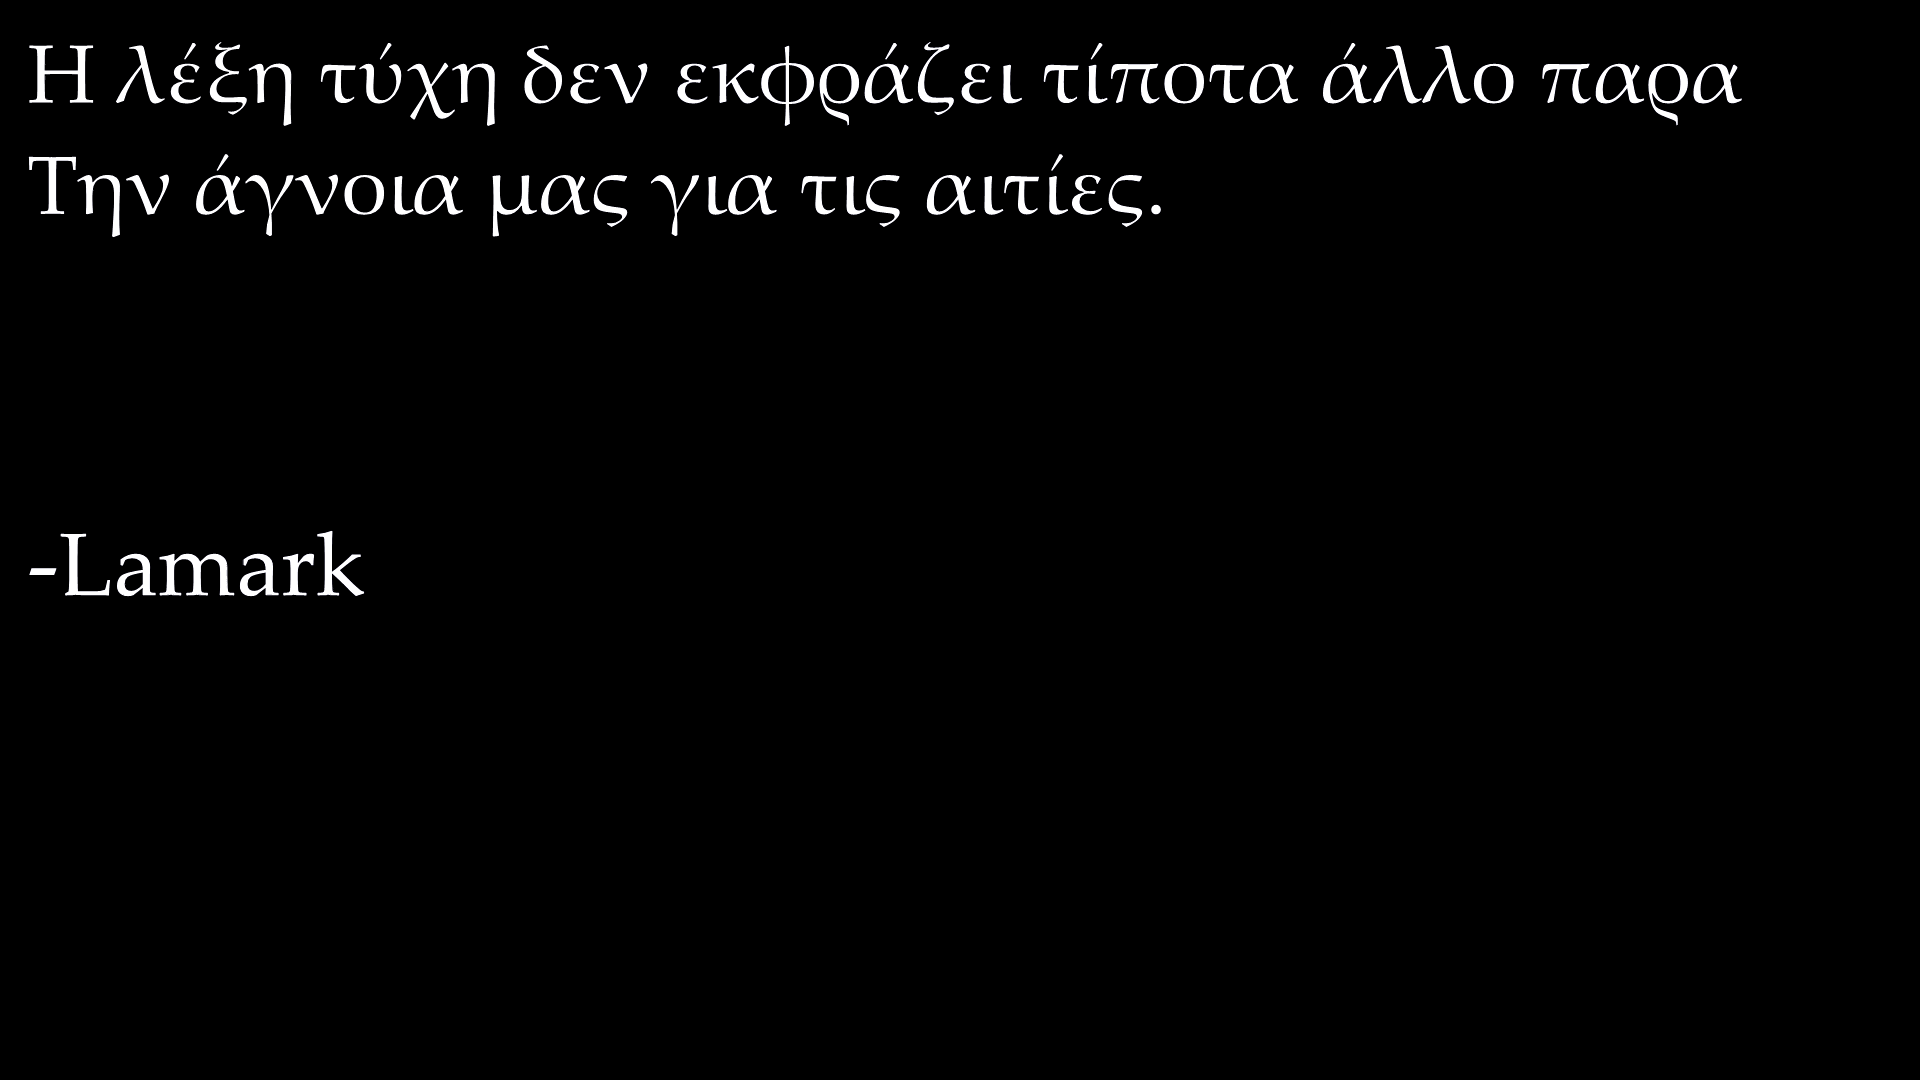 Η λέξη τύχη δεν εκφράζει τίποτα άλλο παρα
Την άγνοια μας για τις αιτίες.
-Lamark